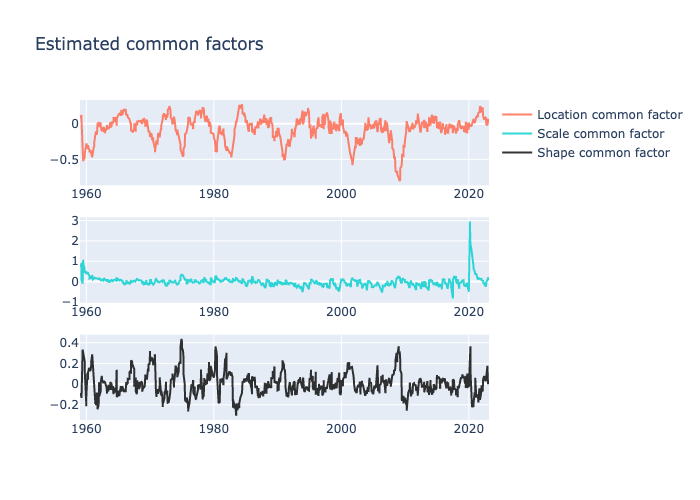 Estimated common factors
0
−0.5
1960 1980 2000 2020
Location common factor
Scale common factor
Shape common factor
3
2
1
0
−1
1960 1980 2000 2020
0.4
0.2
0
−0.2
1960 1980 2000 2020